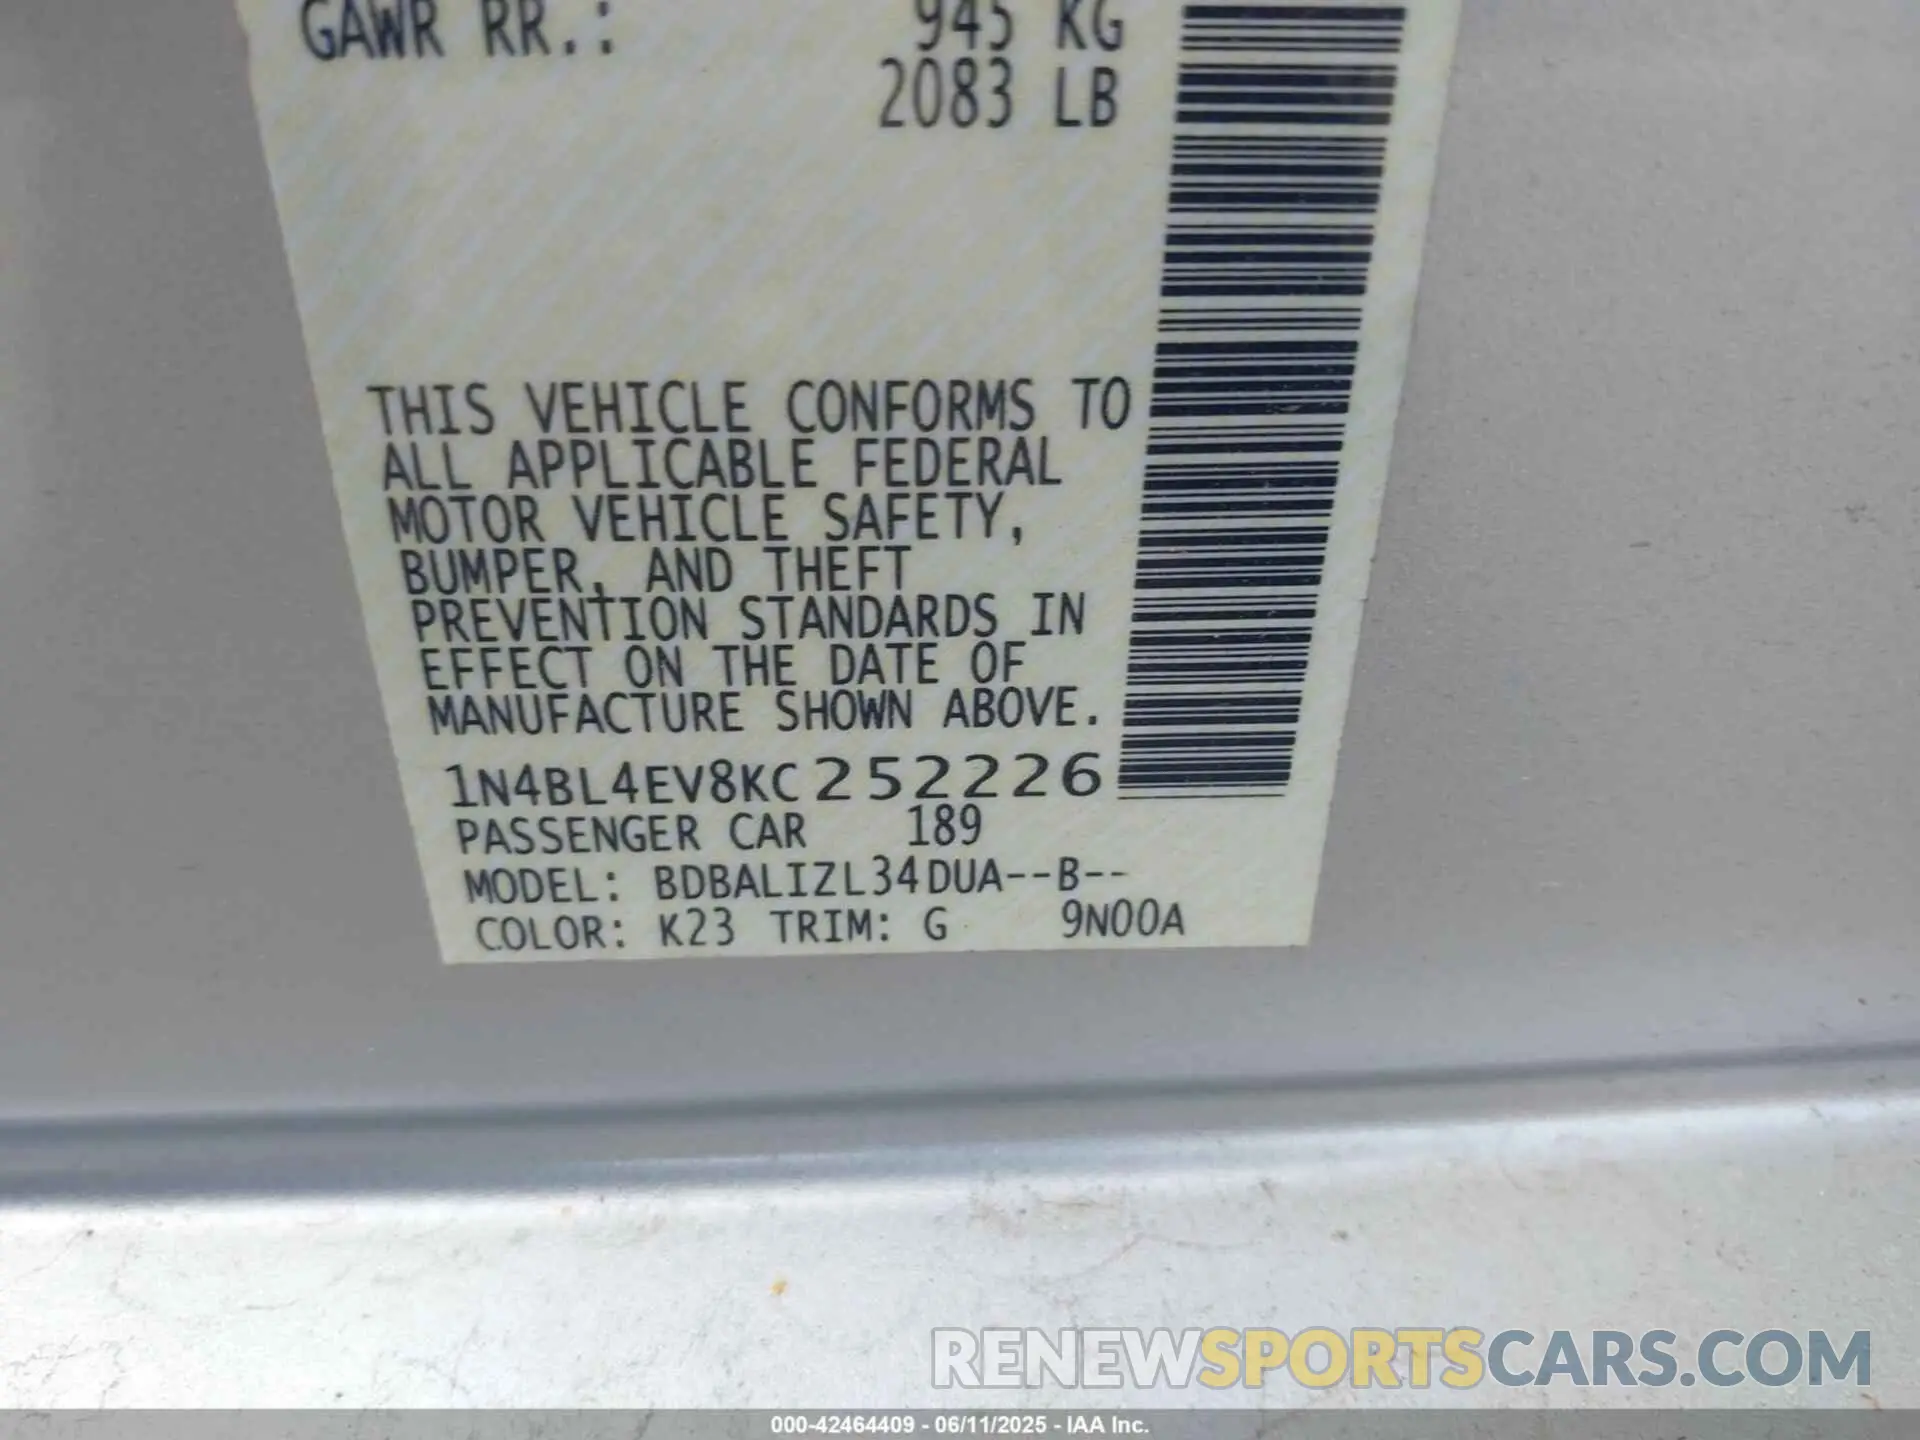 GAWR RR.: 945 KG
2083 LB
THIS VEHICLE CONFORMS TO
ALL APPLICABLE FEDERAL
MOTOR VEHICLE SAFETY,
BUMPER, AND THEFT
PREVENTION STANDARDS IN
EFFECT ON THE DATE OF
MANUFACTURE SHOWN ABOVE.
1N4BL4EV8KC252226
PASSENGER CAR 189
MODEL: BDBALIZL34DUA--B--
COLOR: K23 TRIM: G 9N00A
RENEWSPORTSCARS.COM
000-42464409 - 06/11/2025 - IAA Inc.